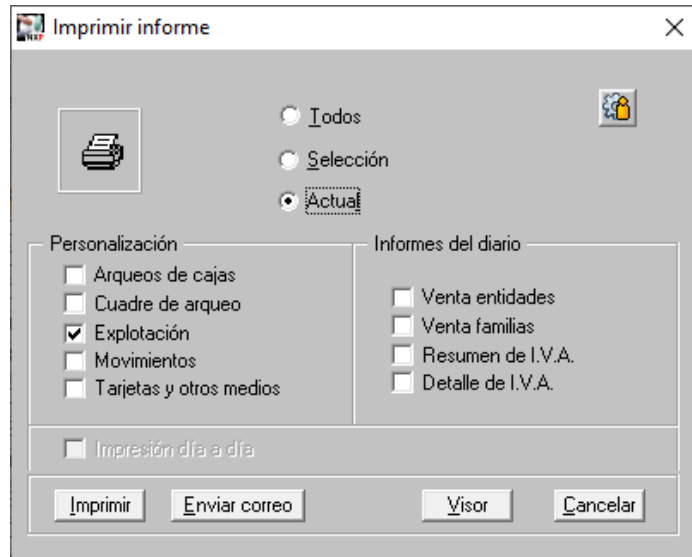 Imprimir informe
Todos
Selección
Actual
Personalización
Arqueos de cajas
Cuadre de arqueo
Explotación
Movimientos
Tarjetas y otros medios
Informes del diario
Venta entidades
Venta familias
Resumen de I.V.A.
Detalle de I.V.A.
Impresión día a día
Imprimir
Enviar correo
Visor
Cancelar